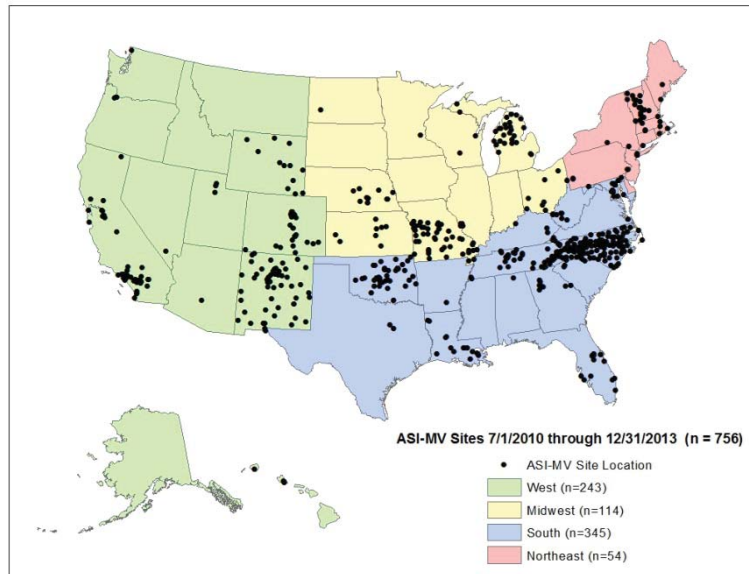 ASI-MV Sites 7/1/2010 through 12/31/2013 (n = 756)
ASI-MV Site Location
West (n=243)
Midwest (n=114)
South (n=345)
Northeast (n=54)